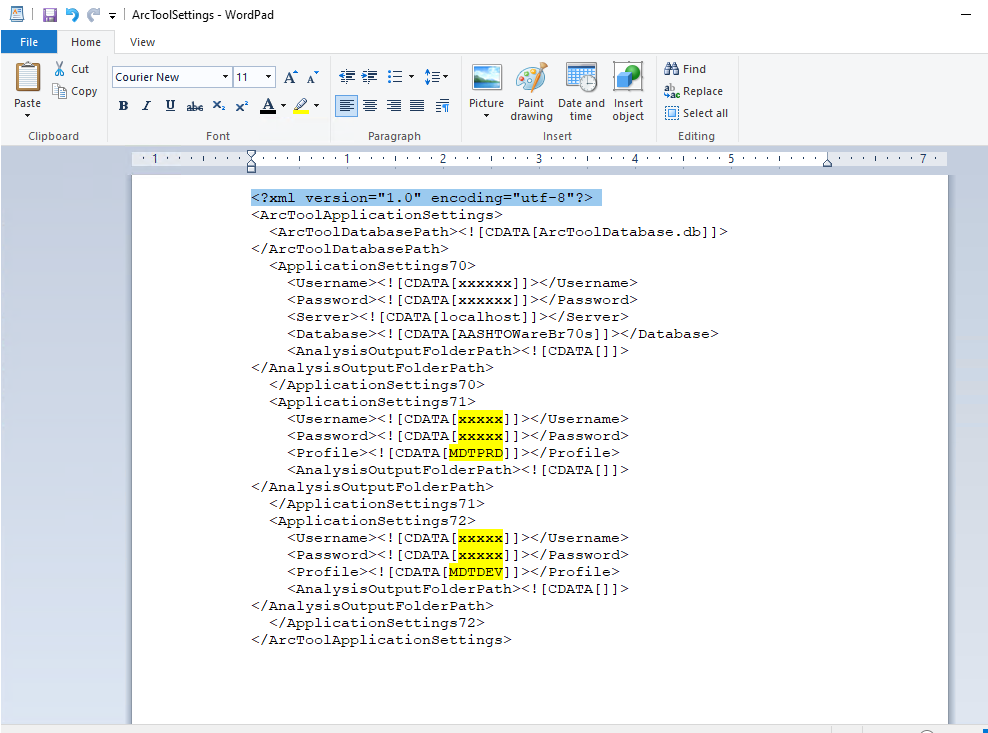 ArcToolSettings - WordPad
File Home View
Paste
Cut
Copy
Clipboard
Courier New 11
Font
Paragraph
Picture
Paint drawing
Date and time
Insert object
Insert
Find
Replace
Select all
Editing
1 1 2 3 4 5 7
<?xml version="1.0" encoding="utf-8"?>
<ArcToolApplicationSettings>
<ArcToolDatabasePath><![CDATA[ArcToolDatabase.db]]>
</ArcToolDatabasePath>
<ApplicationSettings70>
<Username><![CDATA[xxxxxx]]></Username>
<Password><![CDATA[xxxxxx]]></Password>
<Server><![CDATA[localhost]]></Server>
<Database><![CDATA[AASHTOWareBr70s]]></Database>
<AnalysisOutputFolderPath><![CDATA[]]>
</AnalysisOutputFolderPath>
</ApplicationSettings70>
<ApplicationSettings71>
<Username><![CDATA[xxxxx]]></Username>
<Password><![CDATA[xxxxx]]></Password>
<Profile><![CDATA[MDTPRD]]></Profile>
<AnalysisOutputFolderPath><![CDATA[]]>
</AnalysisOutputFolderPath>
</ApplicationSettings71>
<ApplicationSettings72>
<Username><![CDATA[xxxxx]]></Username>
<Password><![CDATA[xxxxx]]></Password>
<Profile><![CDATA[MDTDEV]]></Profile>
<AnalysisOutputFolderPath><![CDATA[]]>
</AnalysisOutputFolderPath>
</ApplicationSettings72>
</ArcToolApplicationSettings>